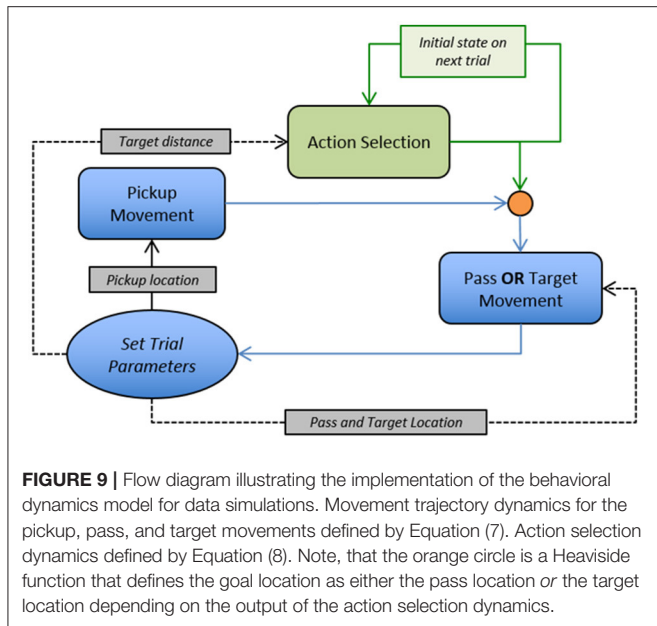 Initial state on
next trial
Target distance
Action Selection
Pickup
Movement
Pickup location
Pass OR Target
Movement
Set Trial
Parameters
Pass and Target Location
FIGURE 9 | Flow diagram illustrating the implementation of the behavioral
dynamics model for data simulations. Movement trajectory dynamics for the
pickup, pass, and target movements defined by Equation (7). Action selection
dynamics defined by Equation (8). Note, that the orange circle is a Heaviside
function that defines the goal location as either the pass location or the target
location depending on the output of the action selection dynamics.